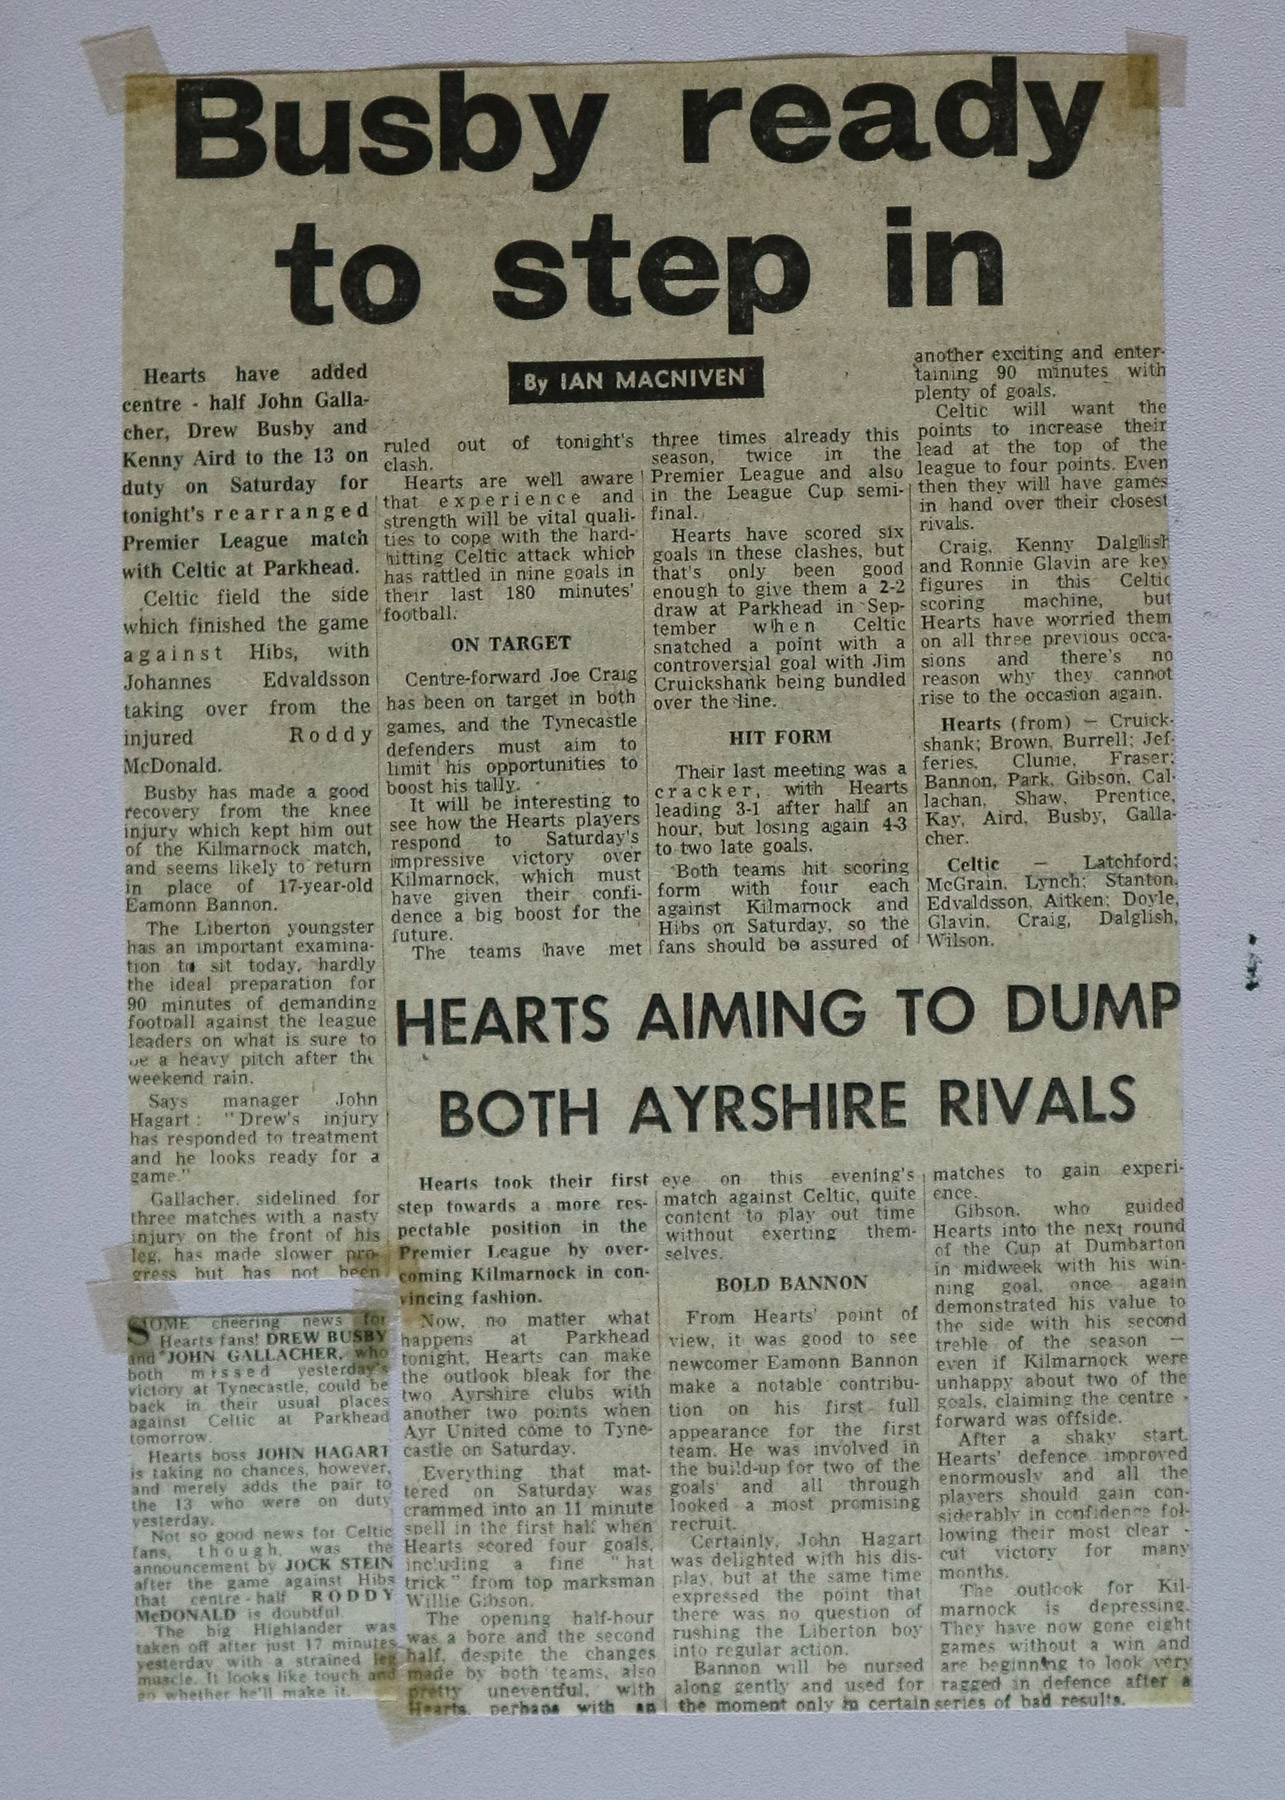 Busby ready
to step in
By IAN MACNIVEN
Hearts have added
centre - half John Galla-
cher, Drew Busby and
Kenny Aird to the 13 on
duty on Saturday for
tonight's rearranged
Premier League match
with Celtic at Parkhead.
Celtic field the side
which finished the game
against Hibs, with
Johannes Edvaldsson
taking over from the
injured Roddy
McDonald.
Busby has made a good
recovery from the knee
injury which kept him out
of the Kilmarnock match,
and seems likely to return
in place of 17-year-old
Eamonn Bannon.
The Liberton youngster
has an important examina-
tion to sit today, hardly
the ideal preparation for
90 minutes of demanding
football against the league
leaders on what is sure to
be a heavy pitch after the
weekend rain.
Says manager John
Hagart: "Drew's injury
has responded to treatment
and he looks ready for a
game."
Gallacher, sidelined for
three matches with a nasty
injury on the front of his
leg, has made slower pro-
gress but has not been
ruled out of tonight's
clash.
Hearts are well aware
that experience and
strength will be vital quali-
ties to cope with the hard-
hitting Celtic attack which
has rattled in nine goals in
their last 180 minutes'
football.
ON TARGET
Centre-forward Joe Craig
has been on target in both
games, and the Tynecastle
defenders must aim to
limit his opportunities to
boost his tally.
It will be interesting to
see how the Hearts players
respond to Saturday's
impressive victory over
Kilmarnock, which must
have given their confi-
dence a big boost for the
future.
The teams have met
three times already this
season, twice in the
Premier League and also
in the League Cup semi-
final.
Hearts have scored six
goals in these clashes, but
that's only been good
enough to give them a 2-2
draw at Parkhead in Sep-
tember when Celtic
snatched a point with a
controversial goal with Jim
Cruickshank being bundled
over the line.
HIT FORM
Their last meeting was a
cracker, with Hearts
leading 3-1 after half an
hour, but losing again 4-3
to two late goals.
Both teams hit scoring
form with four each
against Kilmarnock and
Hibs on Saturday, so the
fans should be assured of
another exciting and enter-
taining 90 minutes with
plenty of goals.
Celtic will want the
points to increase their
lead at the top of the
league to four points. Even
then they will have games
in hand over their closest
rivals.
Craig, Kenny Dalglish
and Ronnie Glavin are key
figures in this Celtic
scoring machine, but
Hearts have worried them
on all three previous occa-
sions and there's no
reason why they cannot
rise to the occasion again.
Hearts (from) — Cruick-
shank; Brown, Burrell; Jef-
feries, Clunie, Fraser;
Bannon, Park, Gibson, Cal-
lachan, Shaw, Prentice,
Kay, Aird, Busby, Galla-
cher.
Celtic — Latchford;
McGrain, Lynch; Stanton,
Edvaldsson, Aitken; Doyle,
Glavin, Craig, Dalglish,
Wilson.
SOME cheering news for
Hearts fans! DREW BUSBY
and JOHN GALLACHER, who
both missed yesterday's
victory at Tynecastle, could be
back in their usual places
against Celtic at Parkhead
tomorrow.
Hearts boss JOHN HAGART
is taking no chances, however,
and merely adds the pair to
the 13 who were on duty
yesterday.
Not so good news for Celtic
fans, though, was the
announcement by JOCK STEIN
after the game against Hibs
that centre-half RODDY
McDONALD is doubtful.
The big Highlander was
taken off after just 17 minutes
yesterday with a strained leg
muscle. It looks like touch and
go whether he'll make it.
HEARTS AIMING TO DUMP
BOTH AYRSHIRE RIVALS
Hearts took their first
step towards a more res-
pectable position in the
Premier League by over-
coming Kilmarnock in con-
vincing fashion.
Now, no matter what
happens at Parkhead
tonight, Hearts can make
the outlook bleak for the
two Ayrshire clubs with
another two points when
Ayr United come to Tyne-
castle on Saturday.
Everything that mat-
tered on Saturday was
crammed into an 11 minute
spell in the first half when
Hearts scored four goals,
including a fine "hat
trick" from top marksman
Willie Gibson.
The opening half-hour
was a bore and the second
half, despite the changes
made by both teams, also
pretty uneventful, with
Hearts, perhaps with an
eye on this evening's
match against Celtic, quite
content to play out time
without exerting them-
selves.
BOLD BANNON
From Hearts' point of
view, it was good to see
newcomer Eamonn Bannon
make a notable contribu-
tion on his first full
appearance for the first
team. He was involved in
the build-up for two of the
goals and all through
looked a most promising
recruit.
Certainly, John Hagart
was delighted with his dis-
play, but at the same time
expressed the point that
there was no question of
rushing the Liberton boy
into regular action.
Bannon will be nursed
along gently and used for
the moment only in certain
matches to gain experi-
ence.
Gibson, who guided
Hearts into the next round
of the Cup at Dumbarton
in midweek with his win-
ning goal, once again
demonstrated his value to
the side with his second
treble of the season —
even if Kilmarnock were
unhappy about two of the
goals, claiming the centre -
forward was offside.
After a shaky start,
Hearts' defence improved
enormously and all the
players should gain con-
siderably in confidence fol-
lowing their most clear -
cut victory for many
months.
The outlook for Kil-
marnock is depressing.
They have now gone eight
games without a win and
are beginning to look very
ragged in defence after a
series of bad results.